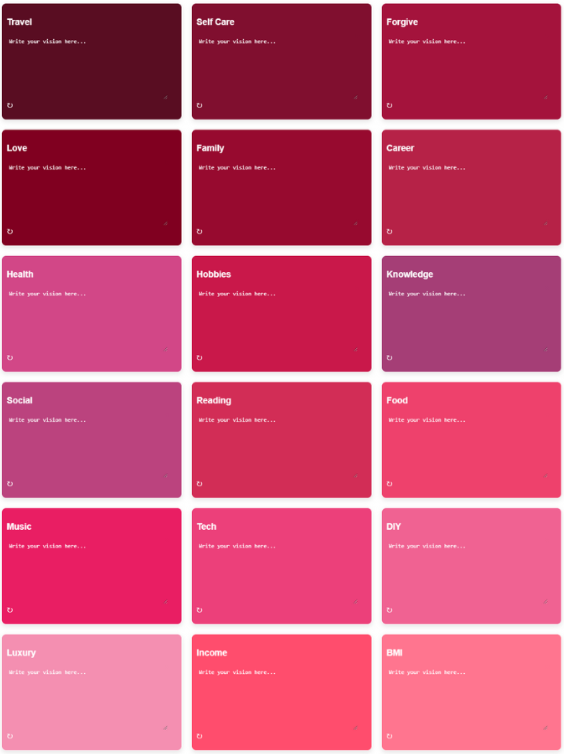 Travel
Write your vision here...
↻
Self Care
Write your vision here...
↻
Forgive
Write your vision here...
↻
Love
Write your vision here...
↻
Family
Write your vision here...
↻
Career
Write your vision here...
↻
Health
Write your vision here...
↻
Hobbies
Write your vision here...
↻
Knowledge
Write your vision here...
↻
Social
Write your vision here...
↻
Reading
Write your vision here...
↻
Food
Write your vision here...
↻
Music
Write your vision here...
↻
Tech
Write your vision here...
↻
DIY
Write your vision here...
↻
Luxury
Write your vision here...
↻
Income
Write your vision here...
↻
BMI
Write your vision here...
↻